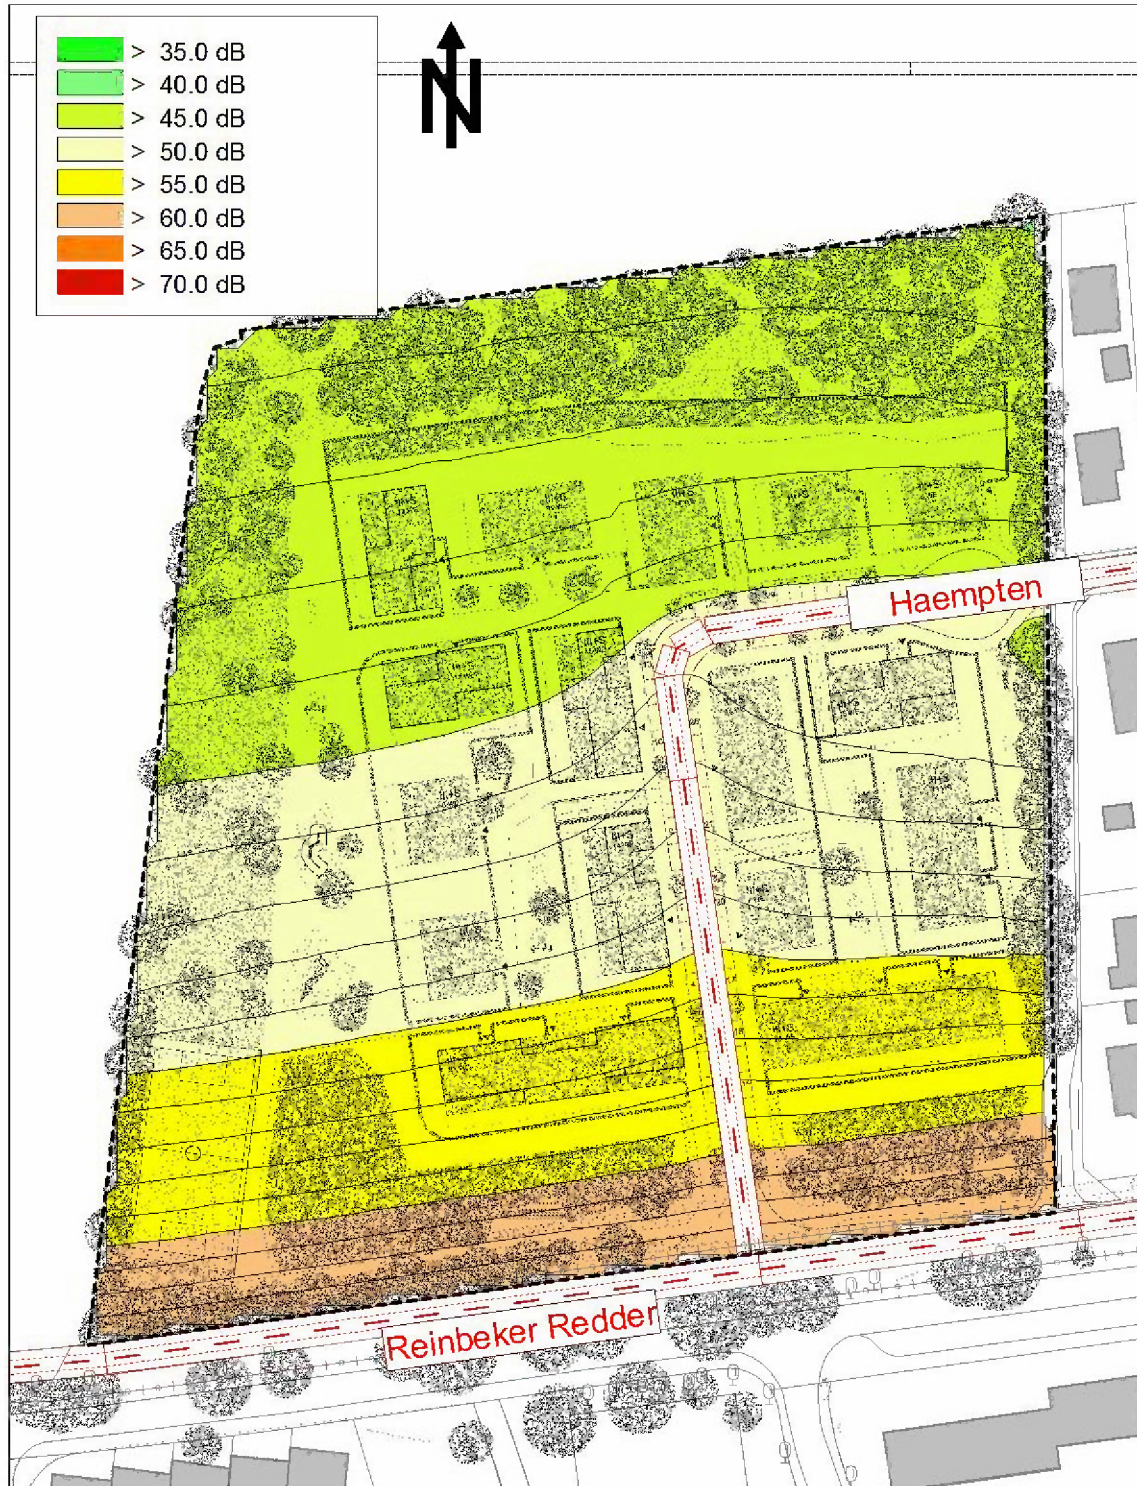 > 35.0 dB
> 40.0 dB
> 45.0 dB
> 50.0 dB
> 55.0 dB
> 60.0 dB
> 65.0 dB
> 70.0 dB
N
Haempten
Reinbeker Redder